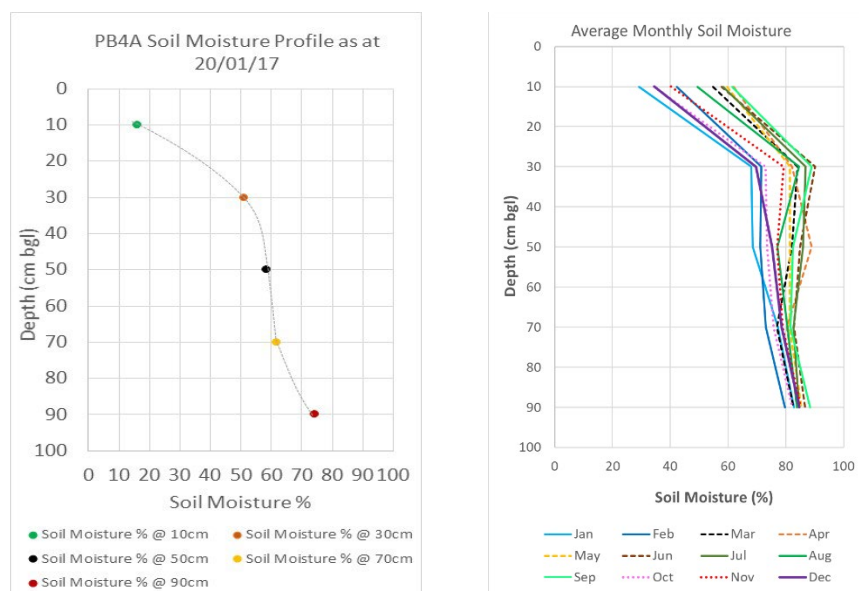 PB4A Soil Moisture Profile as at
20/01/17
0
10
20
30
40
50
60
70
80
90
100
Depth (cm bgl)
0 10 20 30 40 50 60 70 80 90 100
Soil Moisture %
Soil Moisture % @ 10cm
Soil Moisture % @ 30cm
Soil Moisture % @ 50cm
Soil Moisture % @ 70cm
Soil Moisture % @ 90cm
Average Monthly Soil Moisture
0
10
20
30
40
50
60
70
80
90
100
Depth (cm bgl)
0 20 40 60 80 100
Soil Moisture (%)
Jan Feb Mar Apr
May Jun Jul Aug
Sep Oct Nov Dec